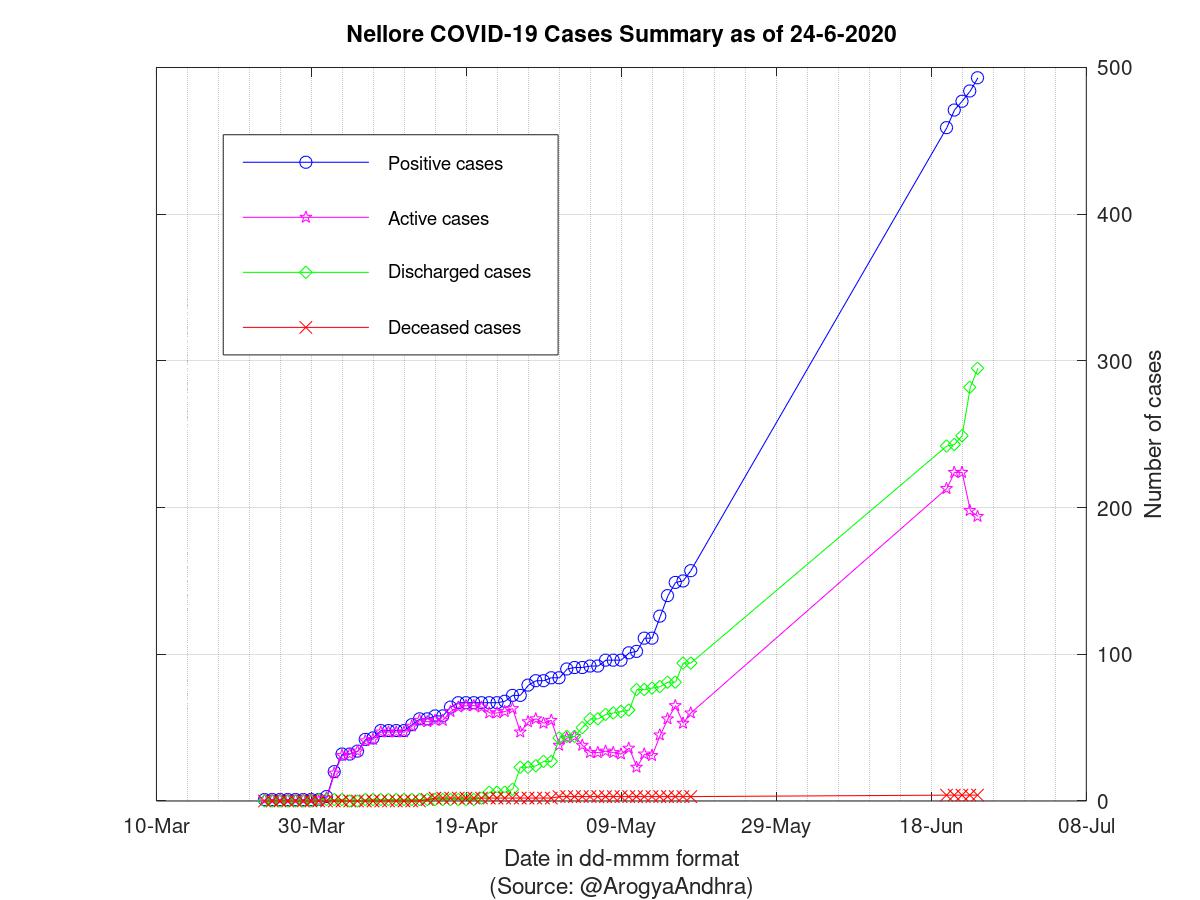 Nellore COVID-19 Cases Summary as of 24-6-2020
Positive cases
Active cases
Discharged cases
Deceased cases
500
400
300
200
100
0
Number of cases
10-Mar 30-Mar 19-Apr 09-May 29-May 18-Jun 08-Jul
Date in dd-mmm format
(Source: @ArogyaAndhra)